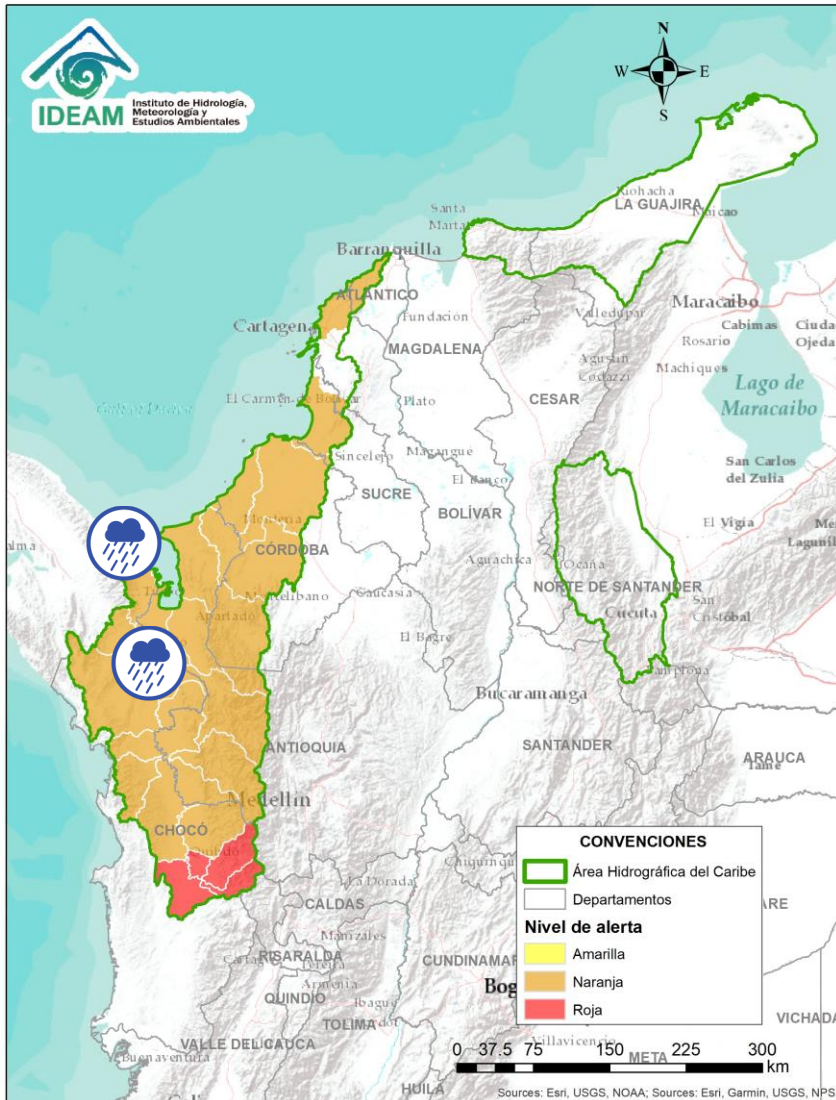 IDEAM
Instituto de Hidrología,
Meteorología y
Estudios Ambientales
N
W
E
S
Riohacha
LA GUAJIRA
Maicao
Santa
Marta
Barranquilla
ATLÁNTICO
Cartagena
Fundación
MAGDALENA
Valledupar
Maracaibo
Cabimas
Ciudad
Ojeda
Rosario
Machiques
Agustín
Codazzi
CESAR
Lago de
Maracaibo
El Carmen de Bolívar
Plato
Sincelejo
Magangué
El Banco
SUCRE
BOLÍVAR
San Carlos
del Zulia
El Vigía
Montería
CÓRDOBA
Aguachica
Ocaña
NORTE DE SANTANDER
Cúcuta
San
Cristóbal
Montelíbano
Caucasia
Apartadó
El Bagre
Pamplona
Bucaramanga
SANTANDER
ARAUCA
Tame
ANTIOQUIA
Medellín
CHOCÓ
Quibdó
La Dorada
CALDAS
Manizales
RISARALDA
Pereira
Armenia
QUINDÍO
Ibagué
TOLIMA
CUNDINAMAR
Bog
VALLE DEL CAUCA
Buenaventura
Villavicencio
META
VICHADA
HUILA
CONVENCIONES
Área Hidrográfica del Caribe
Departamentos
Nivel de alerta
Amarilla
Naranja
Roja
0 37.5 75 150 225 300
km
Sources: Esri, USGS, NOAA; Sources: Esri, Garmin, USGS, NPS